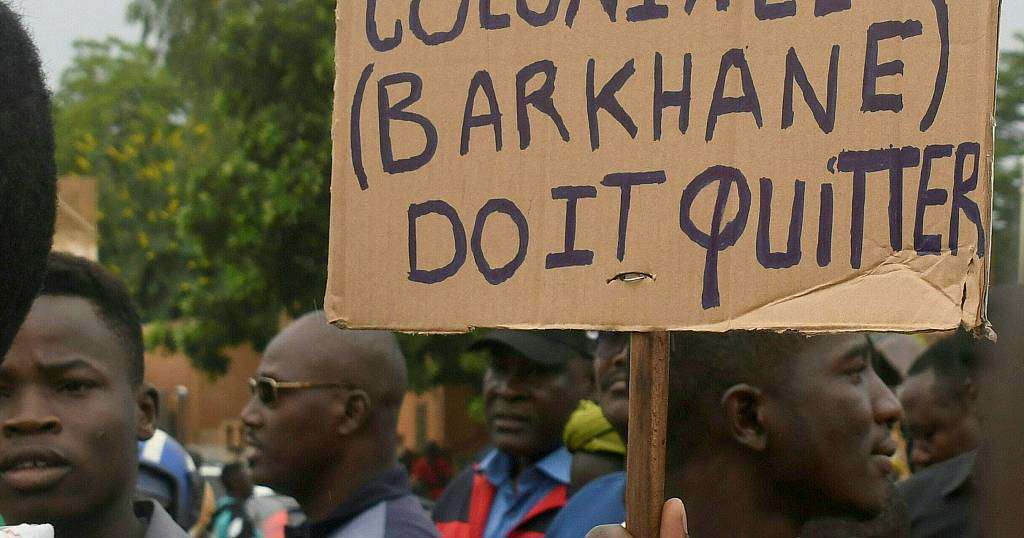 COLONIALE
(BARKHANE)
DOIT QUITTER